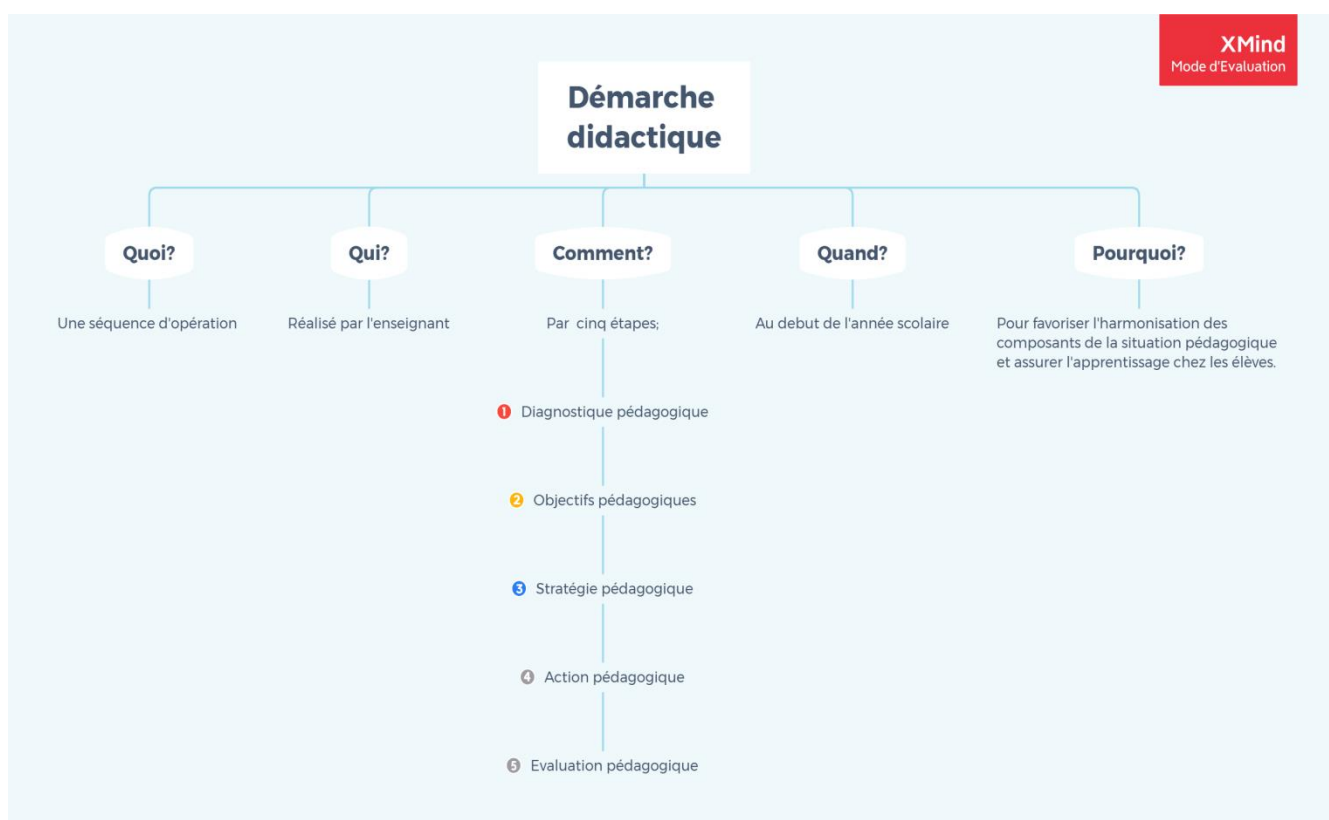 XMind
Mode d'Evaluation
Démarche
didactique
Quoi?
Qui?
Comment?
Quand?
Pourquoi?
Une séquence d'opération
Réalisé par l'enseignant
Par cinq étapes;
Au debut de l'année scolaire
Pour favoriser l'harmonisation des
composants de la situation pédagogique
et assurer l'apprentissage chez les élèves.
1 Diagnostique pédagogique
2 Objectifs pédagogiques
3 Stratégie pédagogique
4 Action pédagogique
5 Evaluation pédagogique